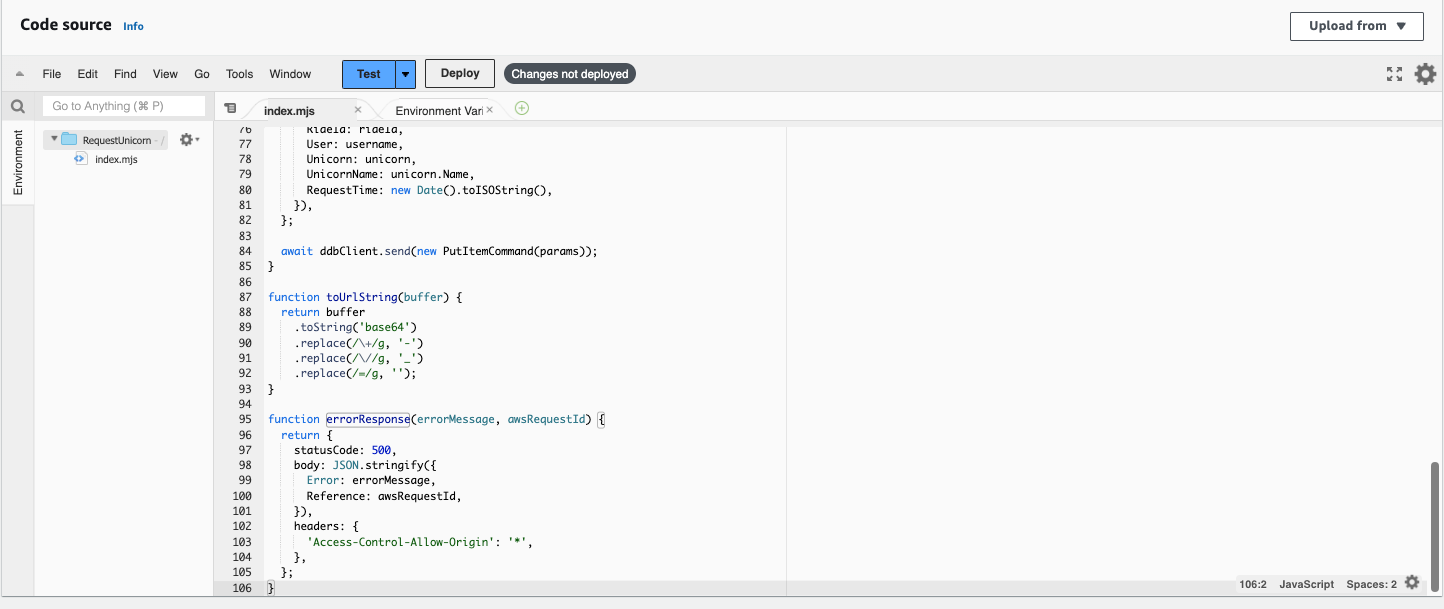 Code source Info
Upload from
File Edit Find View Go Tools Window Test Deploy Changes not deployed
Go to Anything (⌘ P)
index.mjs Environment Vari
Environment
RequestUnicorn - /
index.mjs
76 RideId: rideId,
77 User: username,
78 Unicorn: unicorn,
79 UnicornName: unicorn.Name,
80 RequestTime: new Date().toISOString(),
81 }),
82 };
83
84 await ddbClient.send(new PutItemCommand(params));
85 }
86
87 function toUrlString(buffer) {
88 return buffer
89 .toString('base64')
90 .replace(/\+/g, '-')
91 .replace(/\//g, '_')
92 .replace(/=/g, '');
93 }
94
95 function errorResponse(errorMessage, awsRequestId) {
96 return {
97 statusCode: 500,
98 body: JSON.stringify({
99 Error: errorMessage,
100 Reference: awsRequestId,
101 }),
102 headers: {
103 'Access-Control-Allow-Origin': '*',
104 },
105 };
106 }
106:2 JavaScript Spaces: 2